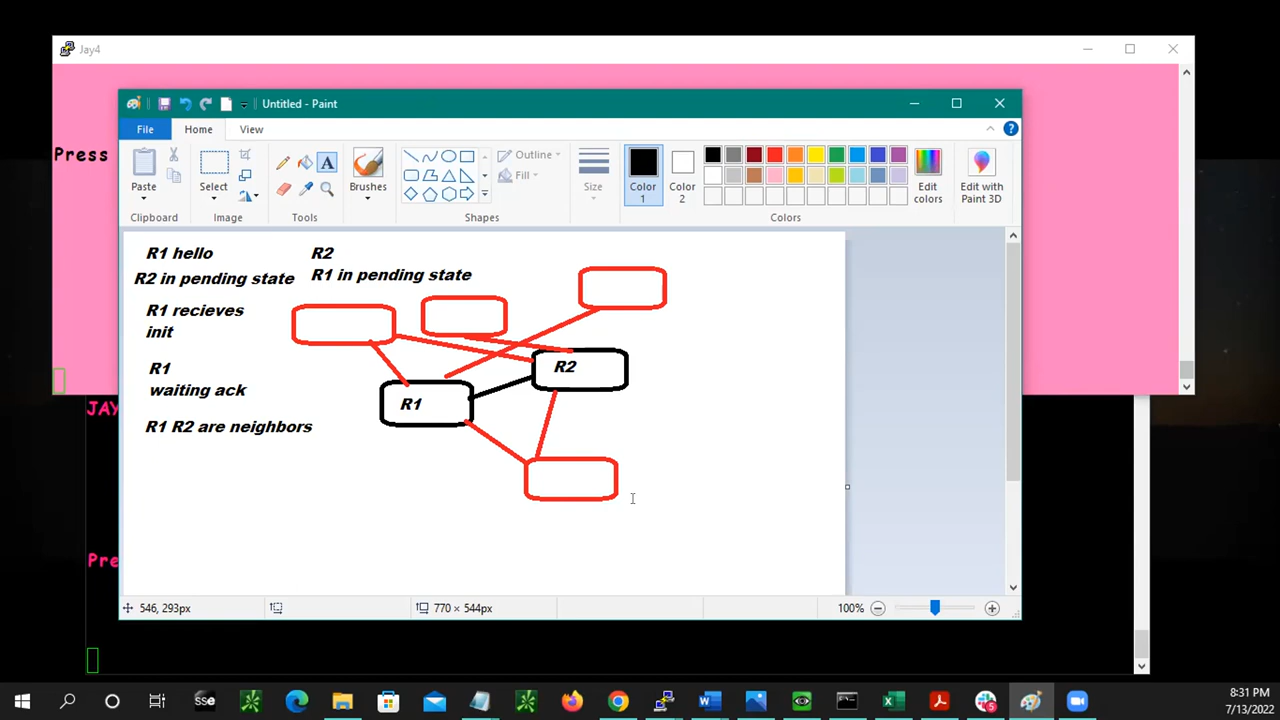 Jay4
Press
Untitled - Paint
File
Home
View
Paste
Select
Brushes
Outline
Fill
Size
Color
1
Color
2
Edit
colors
Edit with
Paint 3D
Clipboard
Image
Tools
Shapes
Colors
R1 hello
R2
R2 in pending state
R1 in pending state
R1 recieves
init
R1
waiting ack
R1 R2 are neighbors
R2
R1
JAY
Pre
546, 293px
770 × 544px
100%
sse
5
8:31 PM
7/13/2022